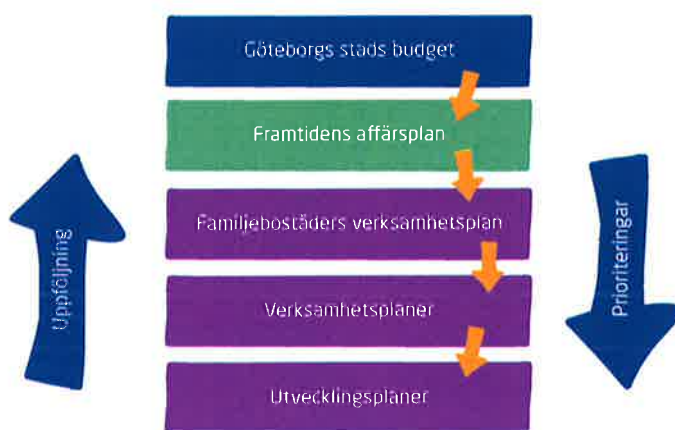 Göteborgs stads budget
Framtidens affärsplan
Familjebostäders verksamhetsplan
Verksamhetsplaner
Utvecklingsplaner
Uppföljning
Prioriteringar